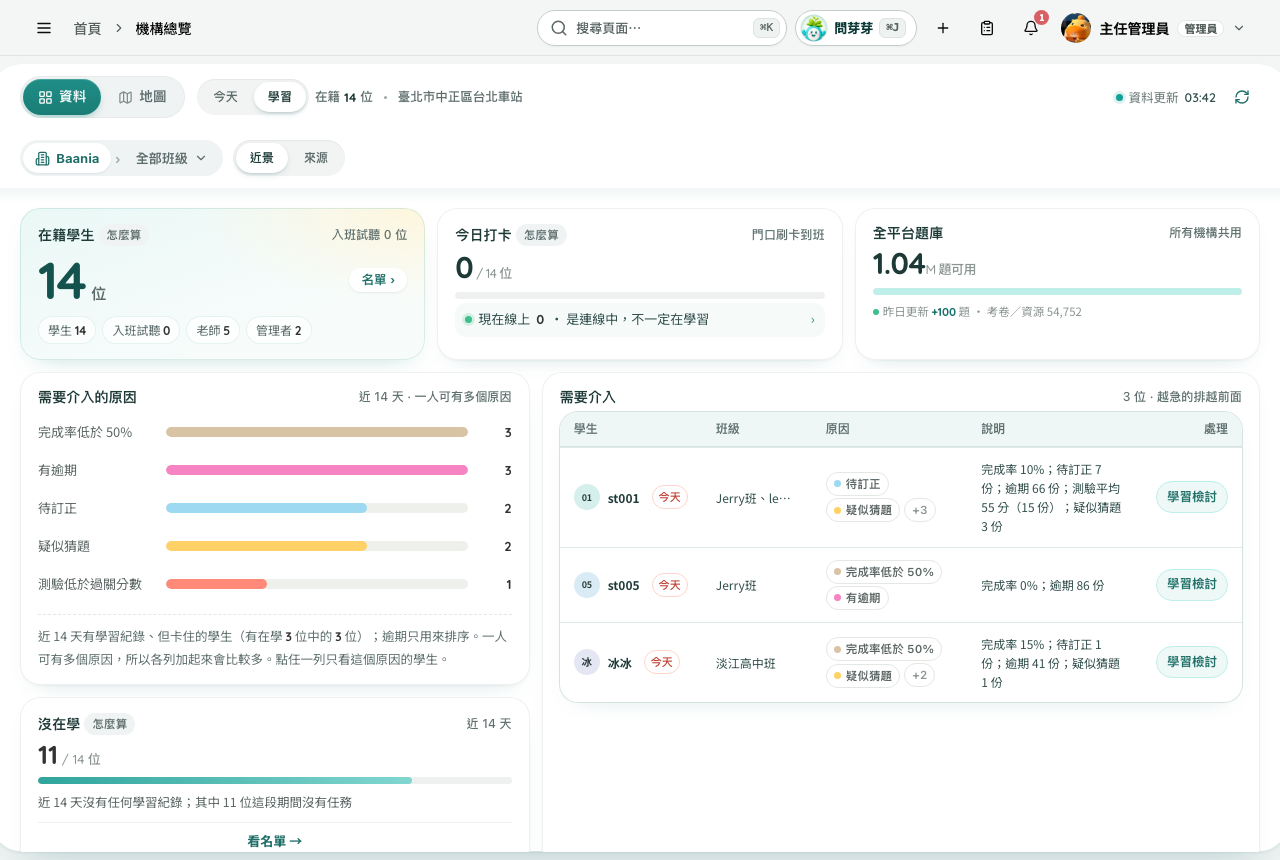 首頁 › 機構總覽
搜尋頁面… ⌘K
問芽芽 ⌘J
1
主任管理員 管理員
資料 地圖
今天 學習
在籍 14 位 • 臺北市中正區台北車站
資料更新 03:42
Baania › 全部班級
近景 來源
在籍學生 怎麼算 入班試聽 0 位
14 位
名單 ›
學生 14 入班試聽 0 老師 5 管理者 2
今日打卡 怎麼算 門口刷卡到班
0 / 14 位
現在線上 0 • 是連線中，不一定在學習 ›
全平台題庫 所有機構共用
1.04M 題可用
昨日更新 +100 題 • 考卷／資源 54,752
需要介入的原因 近 14 天 · 一人可有多個原因
完成率低於 50% 3
有逾期 3
待訂正 2
疑似猜題 2
測驗低於過關分數 1
近 14 天有學習紀錄、但卡住的學生（有在學 3 位中的 3 位）；逾期只用來排序。一人
可有多個原因，所以各列加起來會比較多。點任一列只看這個原因的學生。
沒在學 怎麼算 近 14 天
11 / 14 位
近 14 天沒有任何學習紀錄；其中 11 位這段期間沒有任務
看名單 →
需要介入 3 位 · 越急的排越前面
學生 班級 原因 說明 處理
01 st001 今天
Jerry班、le…
待訂正
疑似猜題 +3
完成率 10%；待訂正 7
份；逾期 66 份；測驗平均
55 分（15 份）；疑似猜題
3 份
學習檢討
05 st005 今天
Jerry班
完成率低於 50%
有逾期
完成率 0%；逾期 86 份
學習檢討
冰 冰冰 今天
淡江高中班
完成率低於 50%
疑似猜題 +2
完成率 15%；待訂正 1
份；逾期 41 份；疑似猜題
1 份
學習檢討